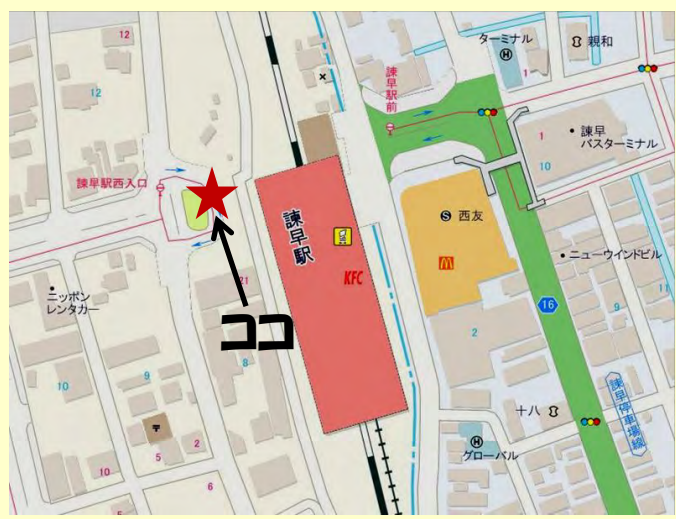 12
ターミナル
H
親和
12
諫早駅前
1
諫早
バスターミナル
1
10
諫早駅西入口
S 西友
諫早駅
KFC
ニューウインドビル
21
ココ
ニッポン
レンタカー
16
11
9
2
8
10
9
諫早停車場線
十八
〒
2
H
グローバル
5
10
6
5